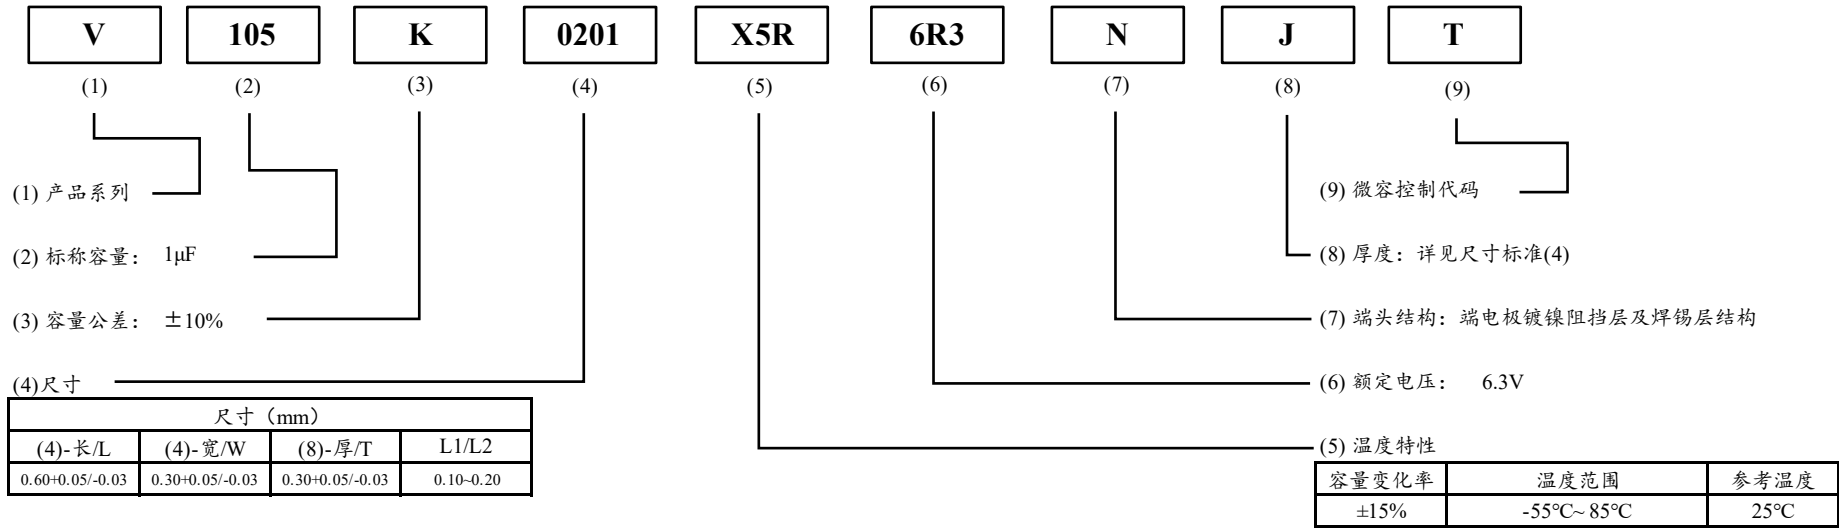 V 105 K 0201 X5R 6R3 N J T
(1) (2) (3) (4) (5) (6) (7) (8) (9)
(1) 产品系列
(9) 微容控制代码
(2) 标称容量： 1μF
(8) 厚度：详见尺寸标准(4)
(3) 容量公差： ±10%
(7) 端头结构：端电极镀镍阻挡层及焊锡层结构
(4)尺寸
(6) 额定电压： 6.3V
尺寸（mm）
(4)-长/L (4)-宽/W (8)-厚/T L1/L2
0.60+0.05/-0.03 0.30+0.05/-0.03 0.30+0.05/-0.03 0.10~0.20
(5) 温度特性
容量变化率 温度范围 参考温度
±15% -55℃~ 85℃ 25℃